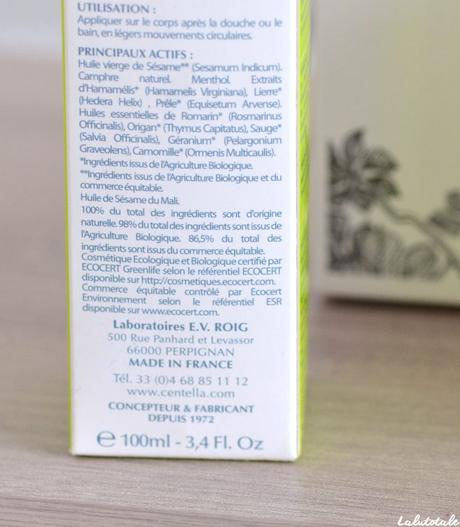 UTILISATION :
Appliquer sur le corps après la douche ou le
bain, en légers mouvements circulaires.
PRINCIPAUX ACTIFS :
Huile vierge de Sésame** (Sesamum Indicum).
Camphre naturel. Menthol. Extraits
d'Hamamélis* (Hamamelis Virginiana), Lierre*
(Hedera Helix) , Prêle* (Equisetum Arvense).
Huiles essentielles de Romarin* (Rosmarinus
Officinalis), Origan* (Thymus Capitatus), Sauge*
(Salvia Officinalis), Géranium* (Pelargonium
Graveolens), Camomille* (Ormenis Multicaulis).
*Ingrédients issus de l'Agriculture Biologique.
**Ingrédients issus de l'Agriculture Biologique et du
commerce équitable.
Huile de Sésame du Mali.
100% du total des ingrédients sont d'origine
naturelle. 98% du total des ingrédients sont issus de
l'Agriculture Biologique. 86,5% du total des
ingrédients sont issus du commerce équitable.
Cosmétique Ecologique et Biologique certifié par
ECOCERT Greenlife selon le référentiel ECOCERT
disponible sur http://cosmetiques.ecocert.com.
Commerce équitable contrôlé par Ecocert
Environnement selon le référentiel ESR
disponible sur www.ecocert.com.
Laboratoires E.V. ROIG
500 Rue Panhard et Levassor
66000 PERPIGNAN
MADE IN FRANCE
Tél. 33 (0)4 68 85 11 12
www.centella.com
CONCEPTEUR & FABRICANT
DEPUIS 1972
℮ 100ml - 3,4 Fl. Oz
Lalutotale